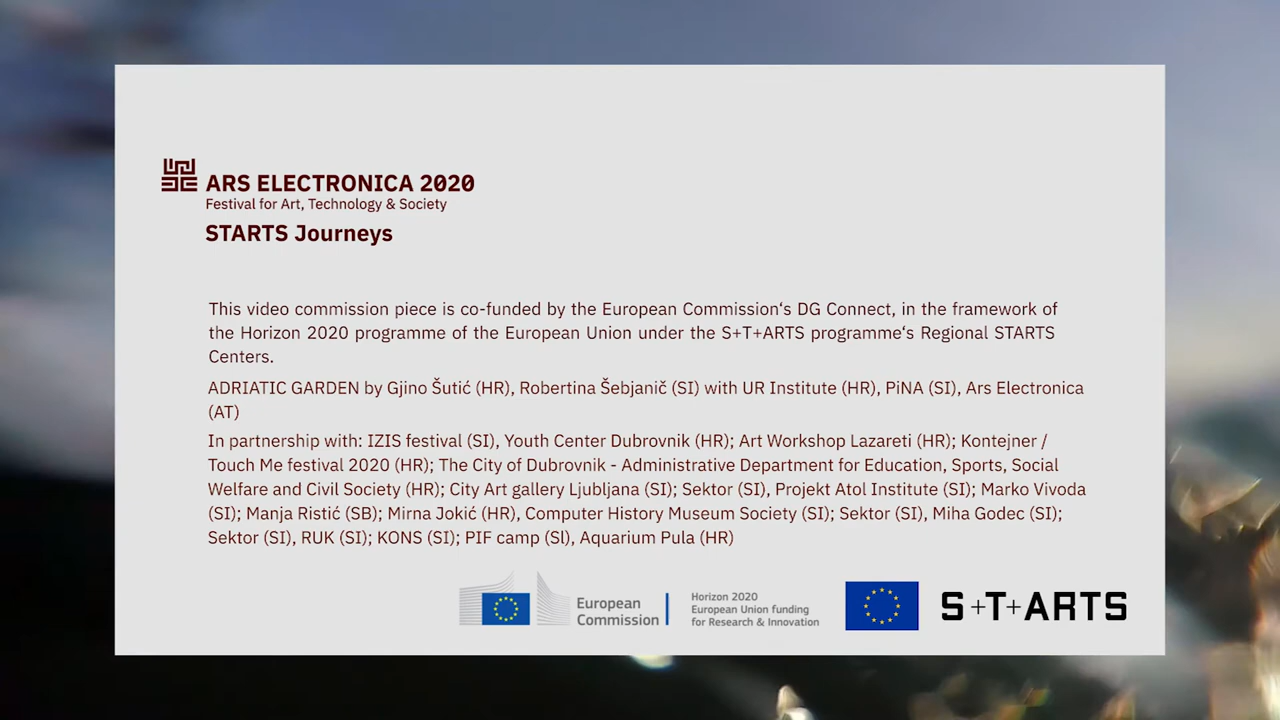 ARS ELECTRONICA 2020
Festival for Art, Technology & Society
STARTS Journeys
This video commission piece is co-funded by the European Commission‘s DG Connect, in the framework of
the Horizon 2020 programme of the European Union under the S+T+ARTS programme‘s Regional STARTS
Centers.
ADRIATIC GARDEN by Gjino Šutić (HR), Robertina Šebjanič (SI) with UR Institute (HR), PiNA (SI), Ars Electronica
(AT)
In partnership with: IZIS festival (SI), Youth Center Dubrovnik (HR); Art Workshop Lazareti (HR); Kontejner /
Touch Me festival 2020 (HR); The City of Dubrovnik - Administrative Department for Education, Sports, Social
Welfare and Civil Society (HR); City Art gallery Ljubljana (SI); Sektor (SI), Projekt Atol Institute (SI); Marko Vivoda
(SI); Manja Ristić (SB); Mirna Jokić (HR), Computer History Museum Society (SI); Sektor (SI), Miha Godec (SI);
Sektor (SI), RUK (SI); KONS (SI); PIF camp (Sl), Aquarium Pula (HR)
European
Commission
Horizon 2020
European Union funding
for Research & Innovation
S+T+ARTS